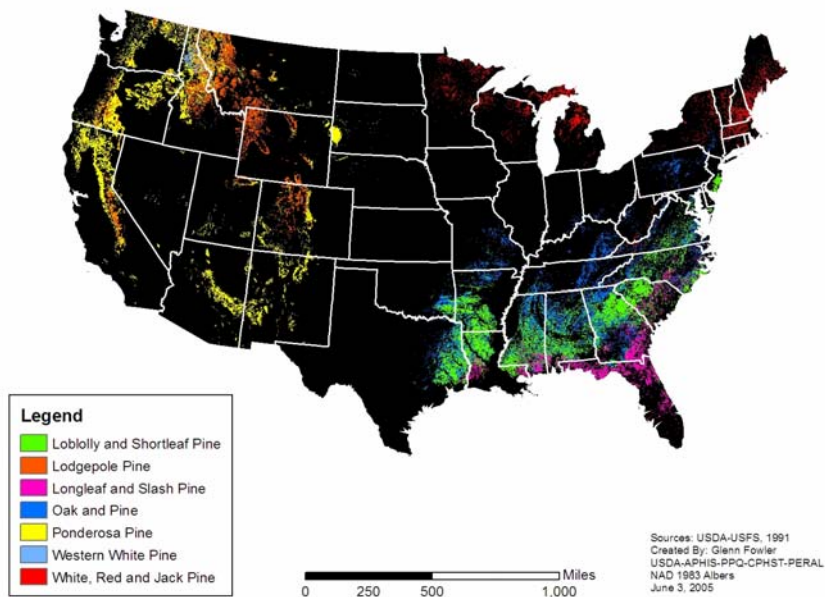 Legend
Loblolly and Shortleaf Pine
Lodgepole Pine
Longleaf and Slash Pine
Oak and Pine
Ponderosa Pine
Western White Pine
White, Red and Jack Pine
Miles
0 250 500 1,000
Sources: USDA-USFS, 1991
Created By: Glenn Fowler
USDA-APHIS-PPQ-CPHST-PERAL
NAD 1983 Albers
June 3, 2005